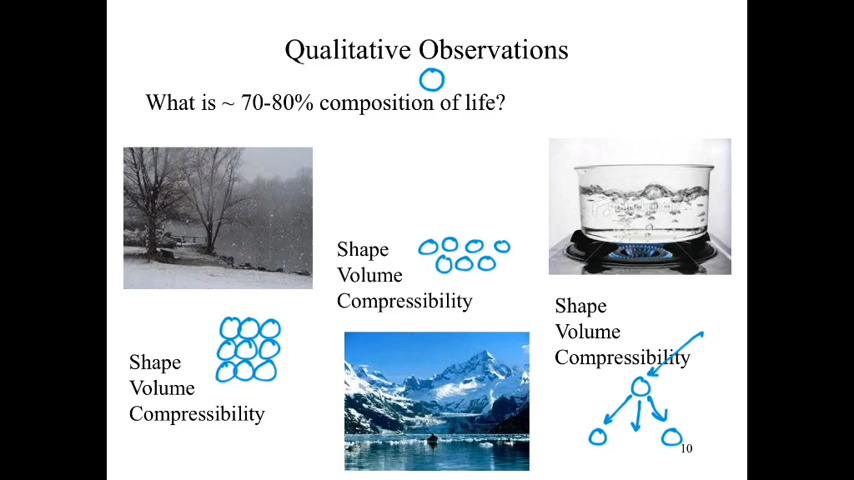 Qualitative Observations
What is ~ 70-80% composition of life?
Shape
Volume
Compressibility
Shape
Volume
Compressibility
Shape
Volume
Compressibility
10